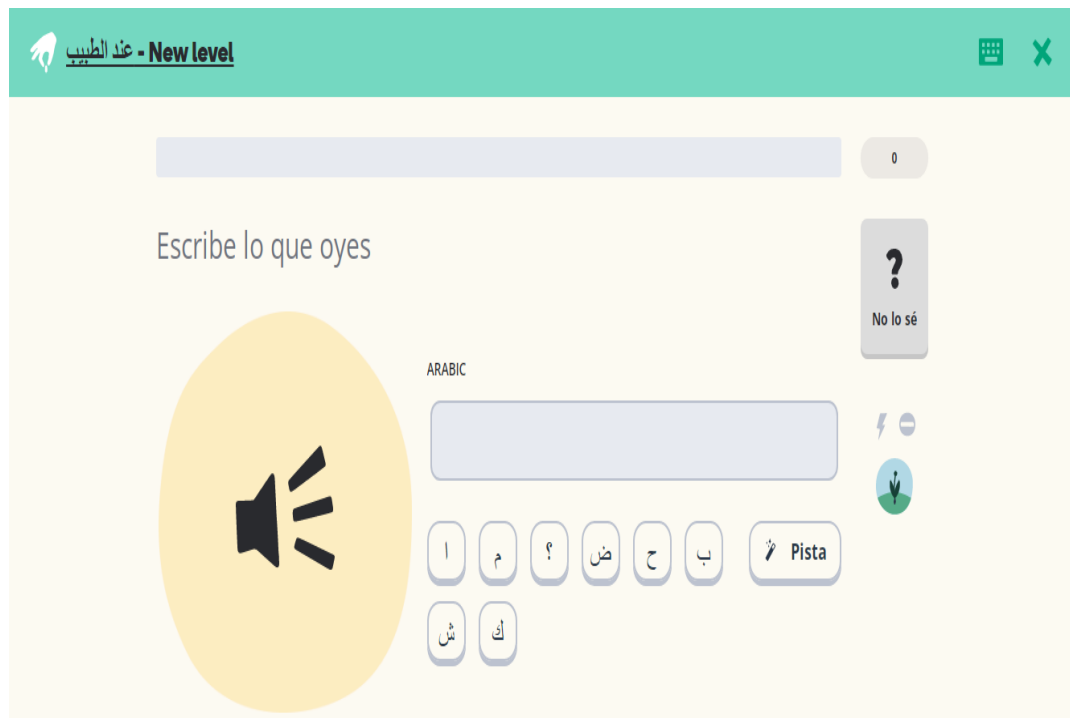 عند الطبيب - New level
0
Escribe lo que oyes
?
No lo sé
ARABIC
ا م ؟ ض ح ب Pista
ش ك